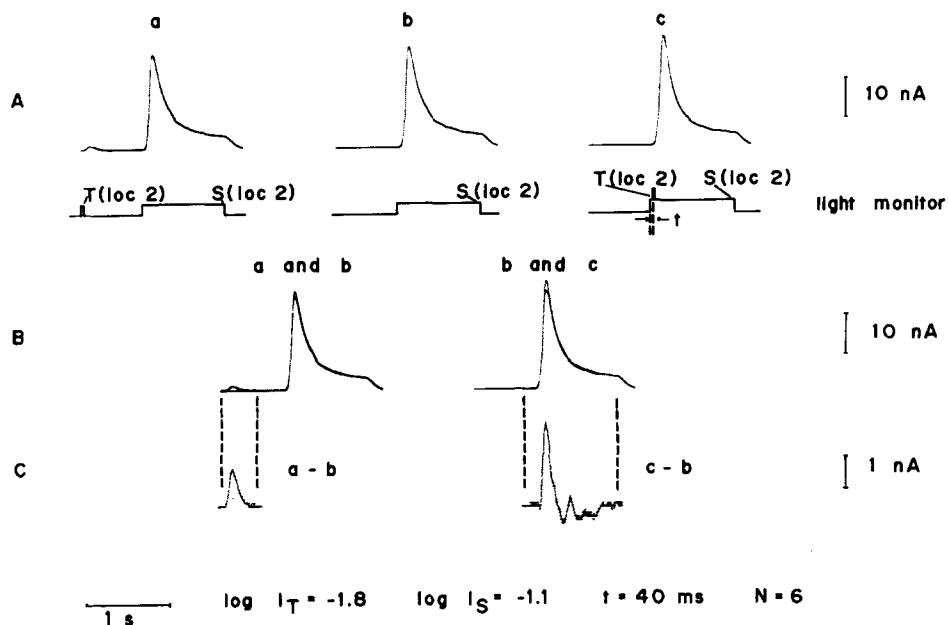 a b c
A 10 nA
T(loc 2) S(loc 2) S(loc 2) T(loc 2) S(loc 2) light monitor
t
a and b b and c
B 10 nA
C a - b c - b 1 nA
1 s log I_T = -1.8 log I_S = -1.1 t = 40 ms N = 6